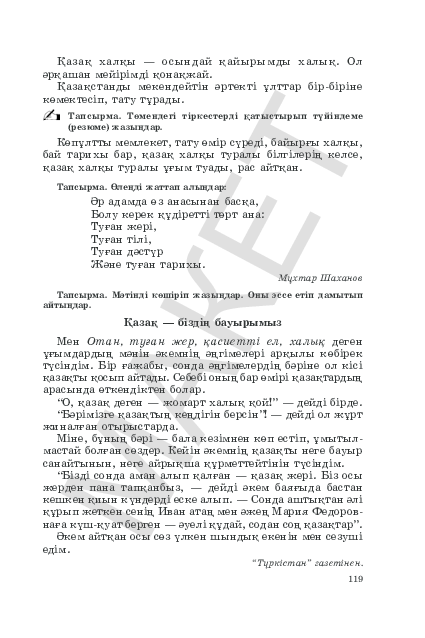 Қазақ халқы — осындай қайырымды халық. Ол
әрқашан мейірімді қонақжай.
Қазақстанды мекендейтін әртекті ұлттар бір-біріне
көмектесіп, тату тұрады.
Тапсырма. Төмендегі тіркестерді қатыстырып түйіндеме
(резюме) жазыңдар.
Көпұлтты мемлекет, тату өмір сүреді, байырғы халқы,
бай тарихы бар, қазақ халқы туралы білгілерің келсе,
қазақ халқы туралы ұғым туады, рас айтқан.
Тапсырма. Өлеңді жаттап алыңдар:
Әр адамда өз анасынан басқа,
Болу керек құдіретті төрт ана:
Туған жері,
Туған тілі,
Туған дәстүр
Және туған тарихы.
Мұхтар Шаханов
Тапсырма. Мәтінді көшіріп жазыңдар. Оны эссе етіп дамытып
айтыңдар.
Қазақ — біздің бауырымыз
Мен Отан, туған жер, қасиетті ел, халық деген
ұғымдардың мәнін әкемнің әңгімелері арқылы көбірек
түсіндім. Бір ғажабы, сонда әңгімелердің бәріне ол кісі
қазақты қосып айтады. Себебі оның бар өмірі қазақтардың
арасында өткендіктен болар.
“О, қазақ деген — жомарт халық қой!” — дейді бірде.
“Бәрімізге қазақтың кеңдігін берсін”! — дейді ол жұрт
жиналған отырыстарда.
Міне, бұның бәрі — бала кезімнен көп естіп, ұмытыл-
мастай болған сөздер. Кейін әкемнің қазақты неге бауыр
санайтынын, неге айрықша құрметтейтінін түсіндім.
“Бізді сонда аман алып қалған — қазақ жері. Біз осы
жерден пана тапқанбыз, — дейді әкем баяғыда бастан
кешкен қиын күндерді еске алып. — Сонда аштықтан әлі
құрып жеткен сенің Иван атаң мен әжең Мария Федоров-
наға күш-қуат берген — әуелі құдай, содан соң қазақтар”.
Әкем айтқан осы сөз үлкен шындық екенін мен сезуші
едім.
“Түркістан” газетінен.
119
МАКЕТ